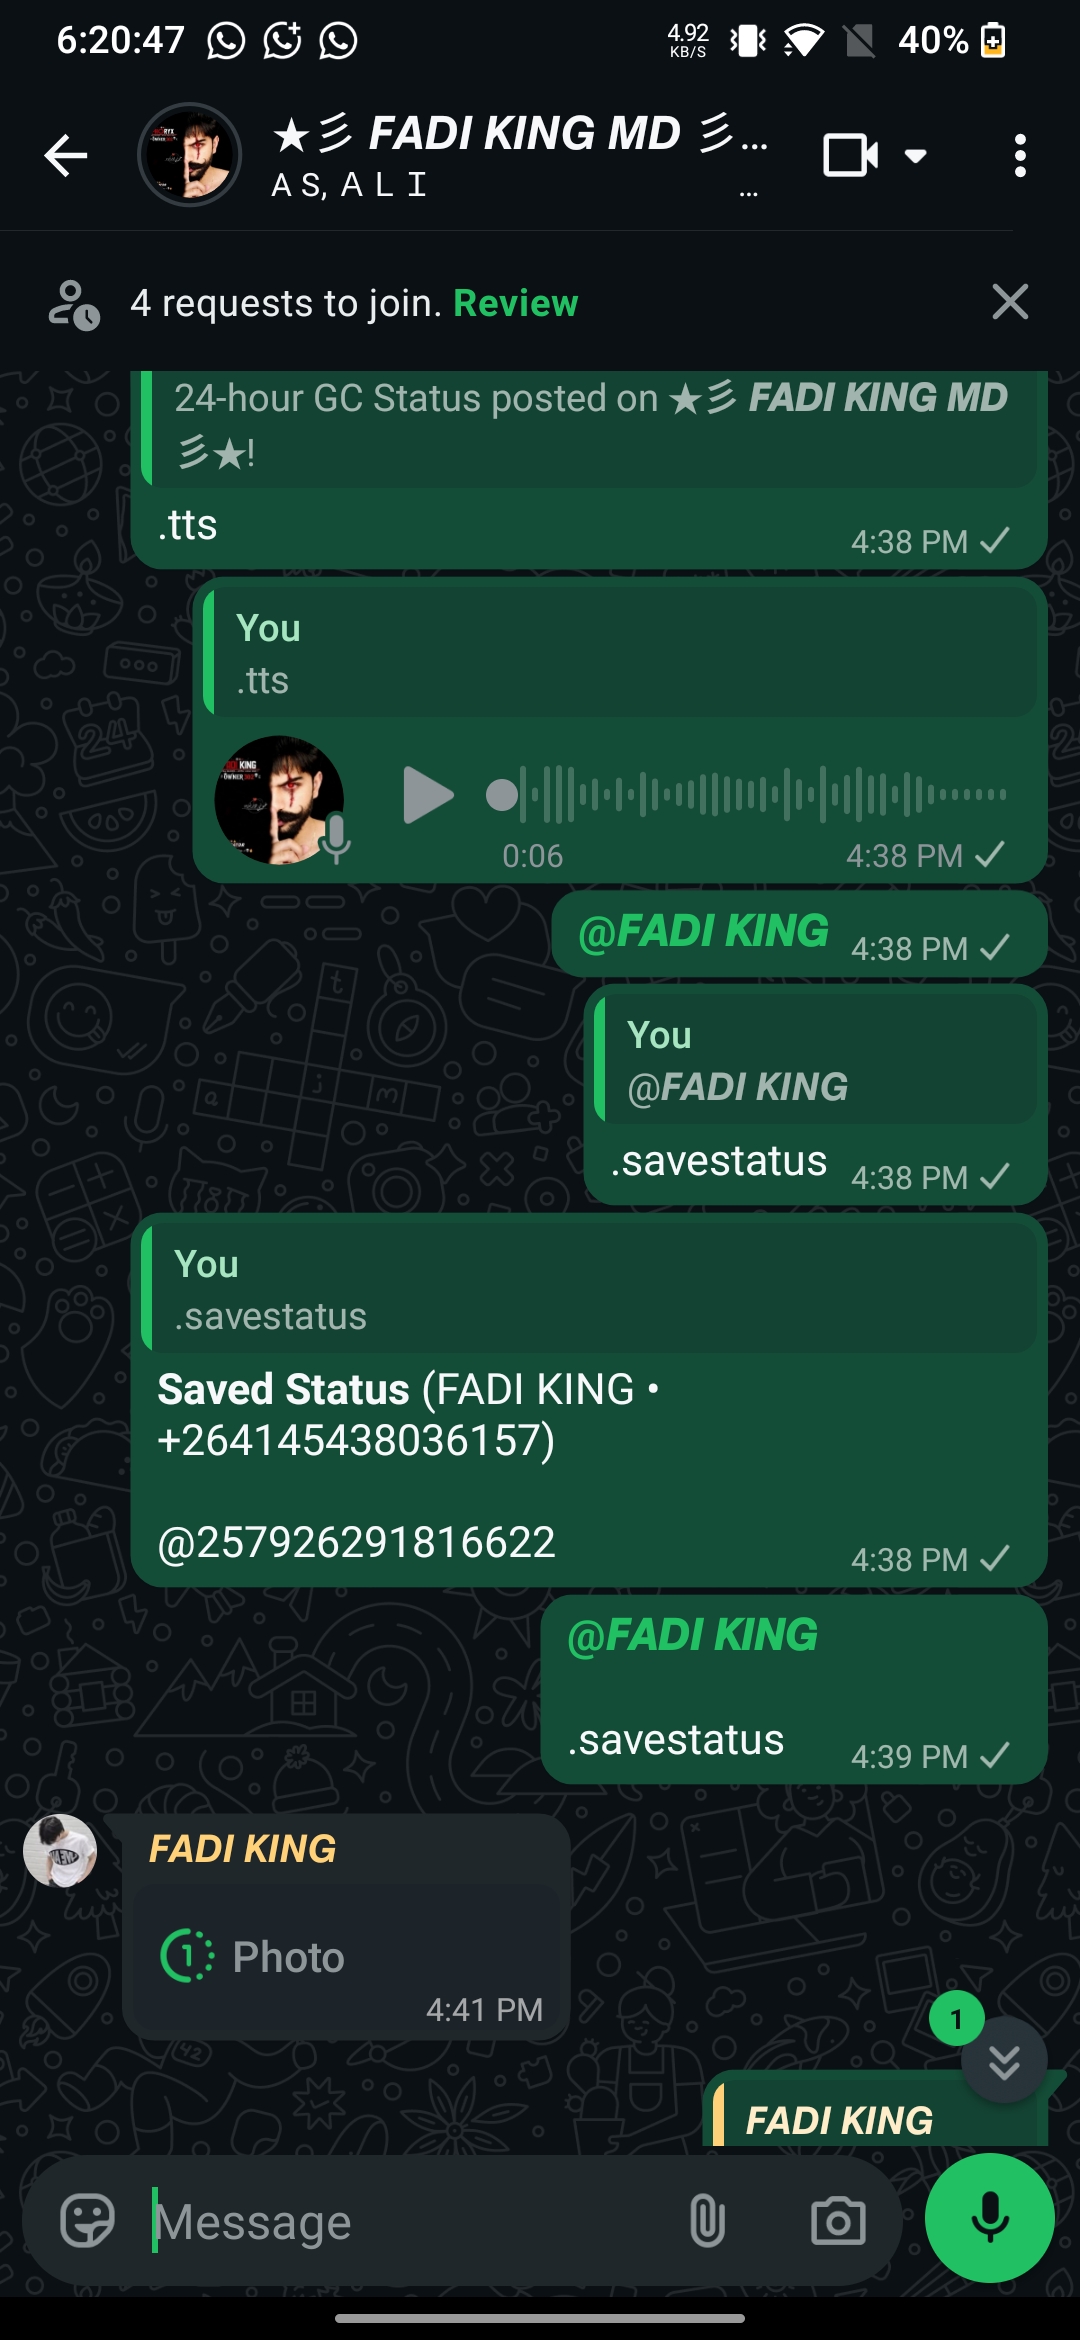 6:20:47
4.92
KB/S
40%
★彡 FADI KING MD 彡...
A S, A L I ...
4 requests to join. Review
24-hour GC Status posted on ★彡 FADI KING MD
彡★!
.tts
4:38 PM
You
.tts
0:06
4:38 PM
@FADI KING
4:38 PM
You
@FADI KING
.savestatus
4:38 PM
You
.savestatus
Saved Status (FADI KING •
+264145438036157)
@257926291816622
4:38 PM
@FADI KING
.savestatus
4:39 PM
FADI KING
1
Photo
4:41 PM
1
FADI KING
Message